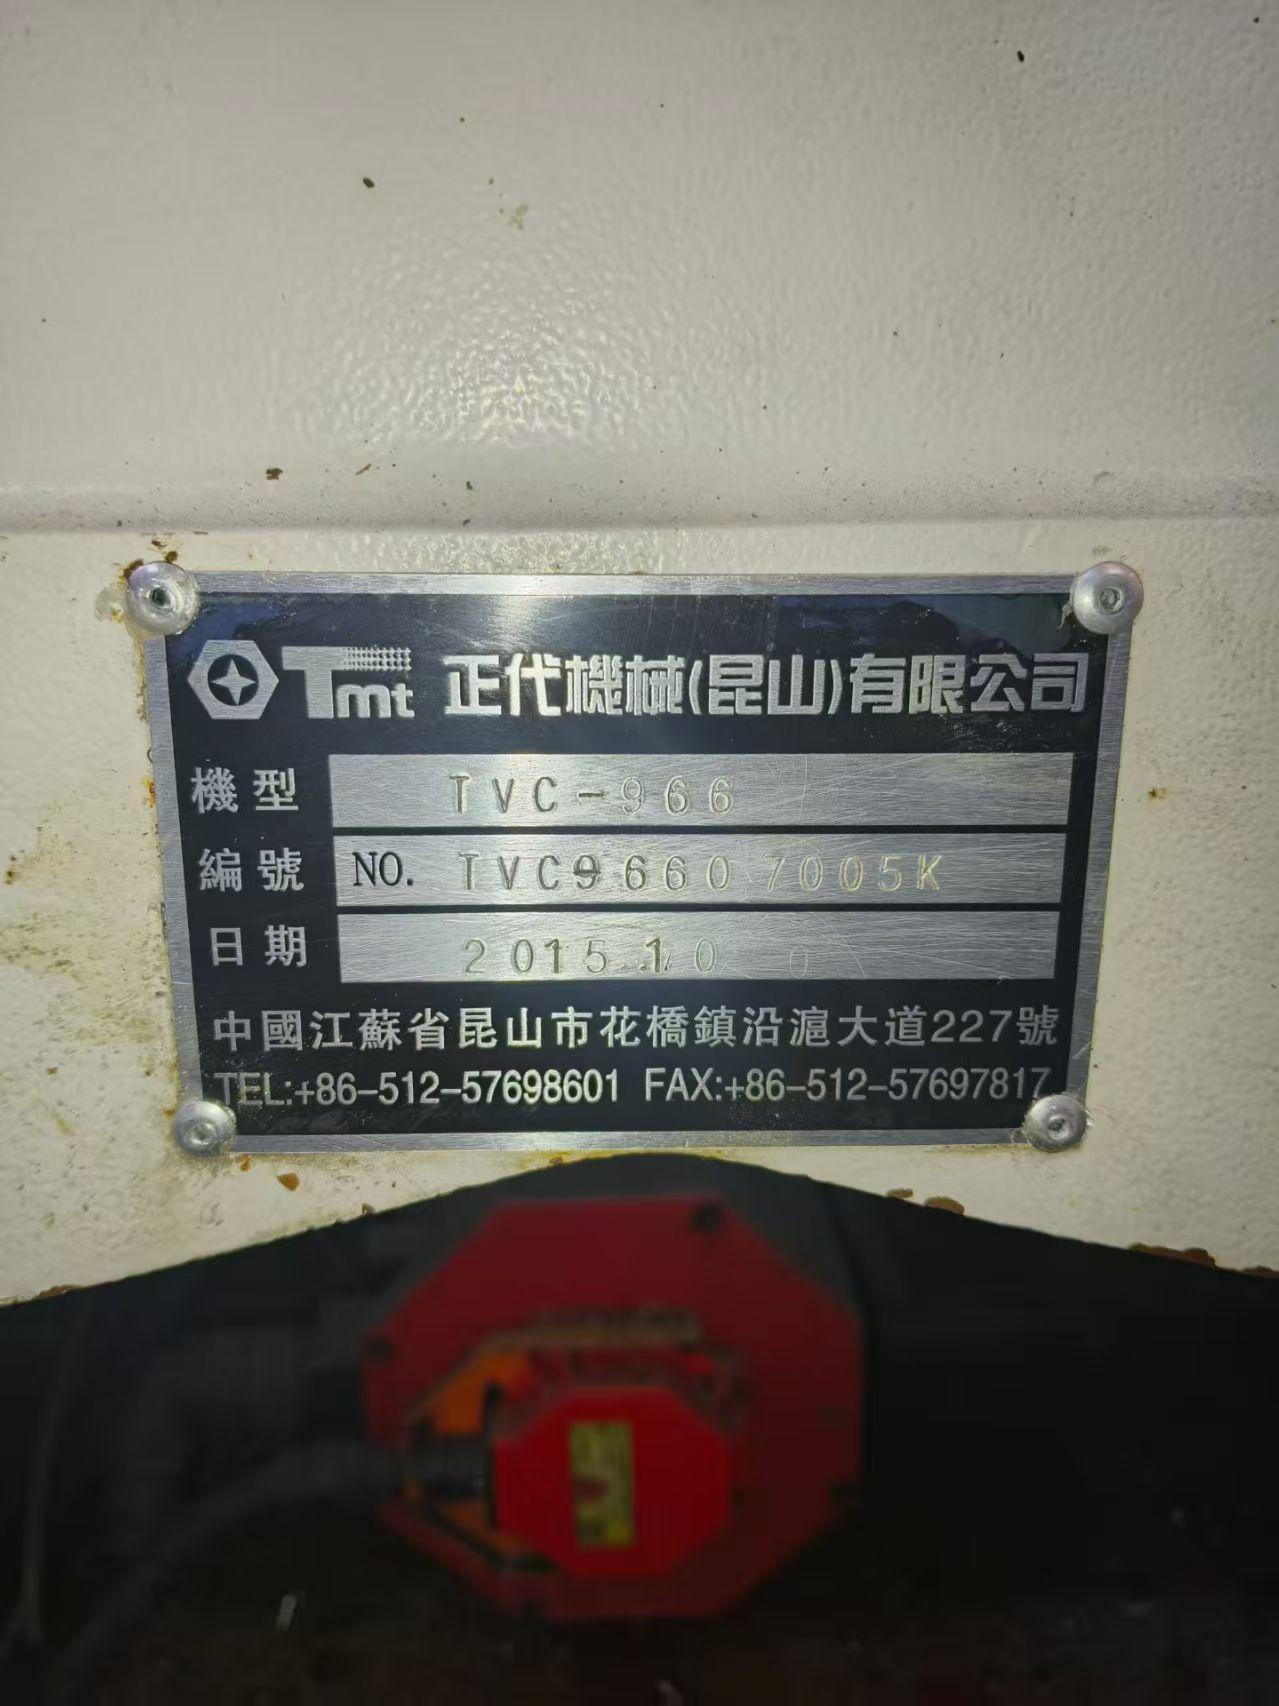 Tmt 正代機械(昆山)有限公司
機型 TVC-966
編號 NO. TVC96607005K
日期 2015.10
中國江蘇省昆山市花橋鎮沿滬大道227號
TEL:+86-512-57698601 FAX:+86-512-57697817